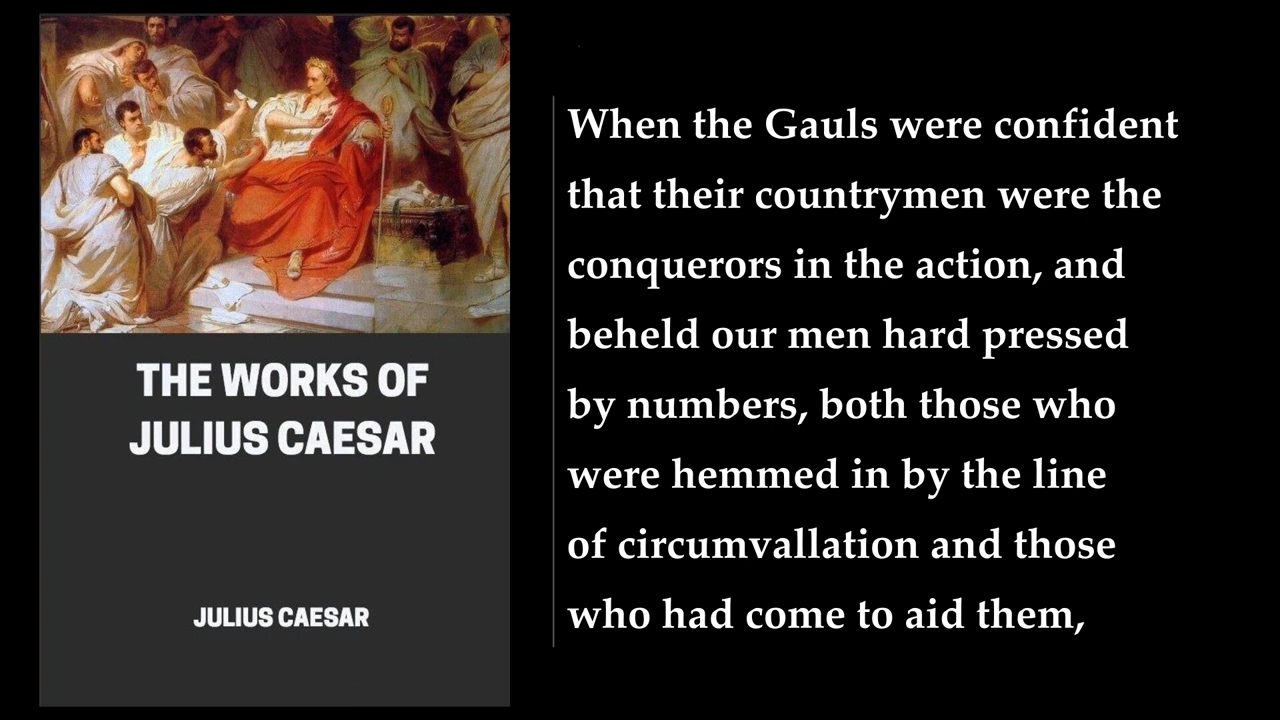 THE WORKS OF
JULIUS CAESAR
JULIUS CAESAR
When the Gauls were confident
that their countrymen were the
conquerors in the action, and
beheld our men hard pressed
by numbers, both those who
were hemmed in by the line
of circumvallation and those
who had come to aid them,